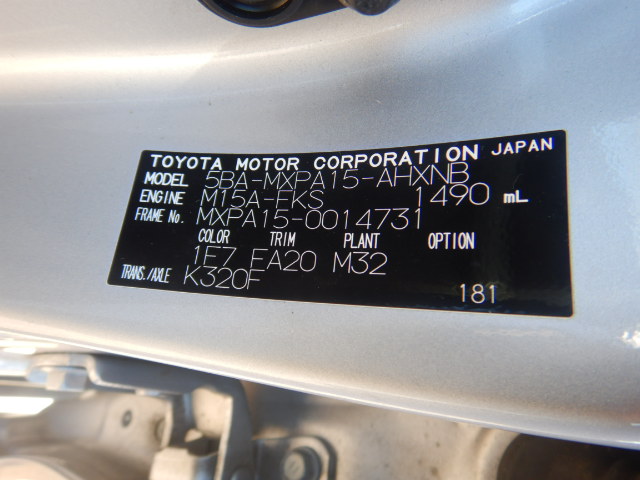 TOYOTA MOTOR CORPORATION JAPAN
MODEL 5BA-MXPA15-AHXNB
ENGINE M15A-FKS 1490 mL
FRAME No. MXPA15-0014731
COLOR TRIM PLANT OPTION
1F7 EA20 M32
TRANS./AXLE K320F
181